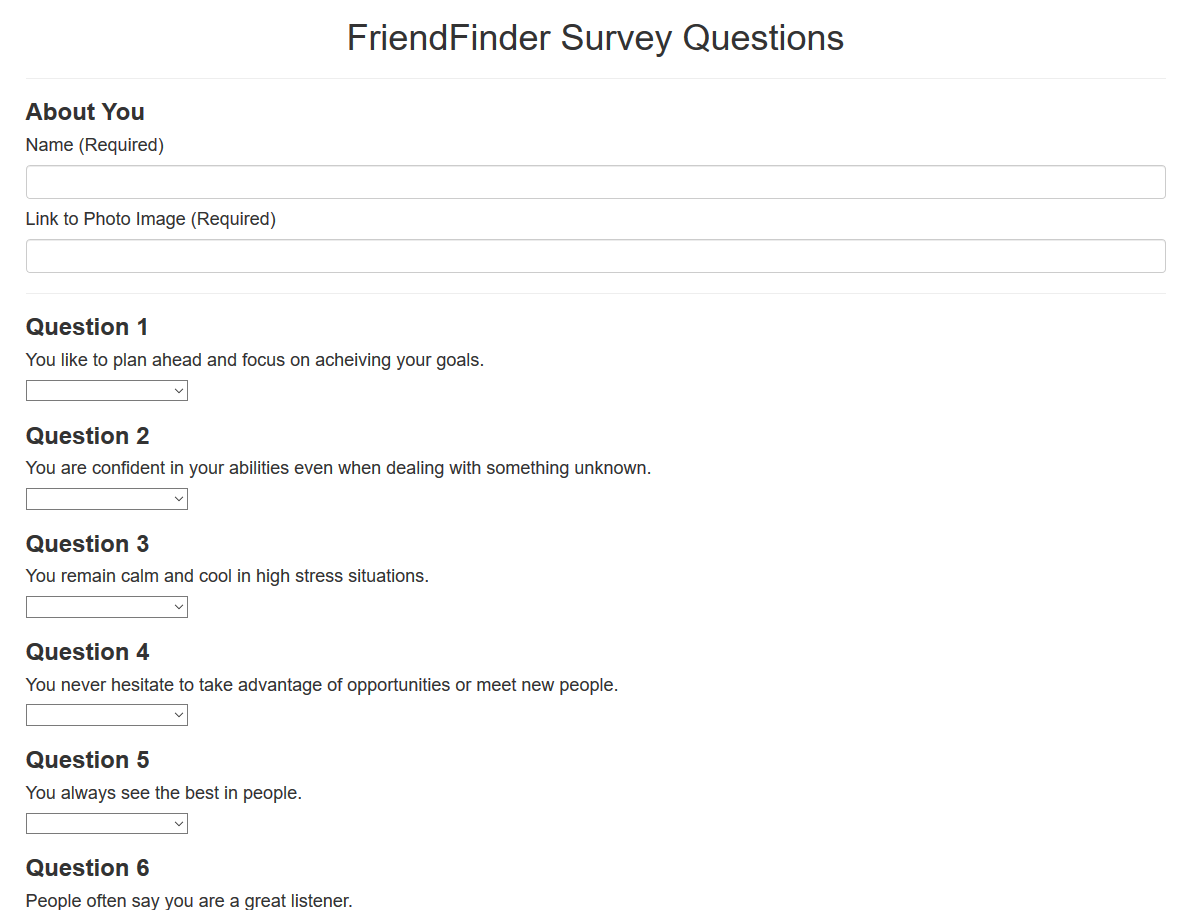 FriendFinder Survey Questions
About You
Name (Required)
Link to Photo Image (Required)
Question 1
You like to plan ahead and focus on acheiving your goals.
Question 2
You are confident in your abilities even when dealing with something unknown.
Question 3
You remain calm and cool in high stress situations.
Question 4
You never hesitate to take advantage of opportunities or meet new people.
Question 5
You always see the best in people.
Question 6
People often say you are a great listener.